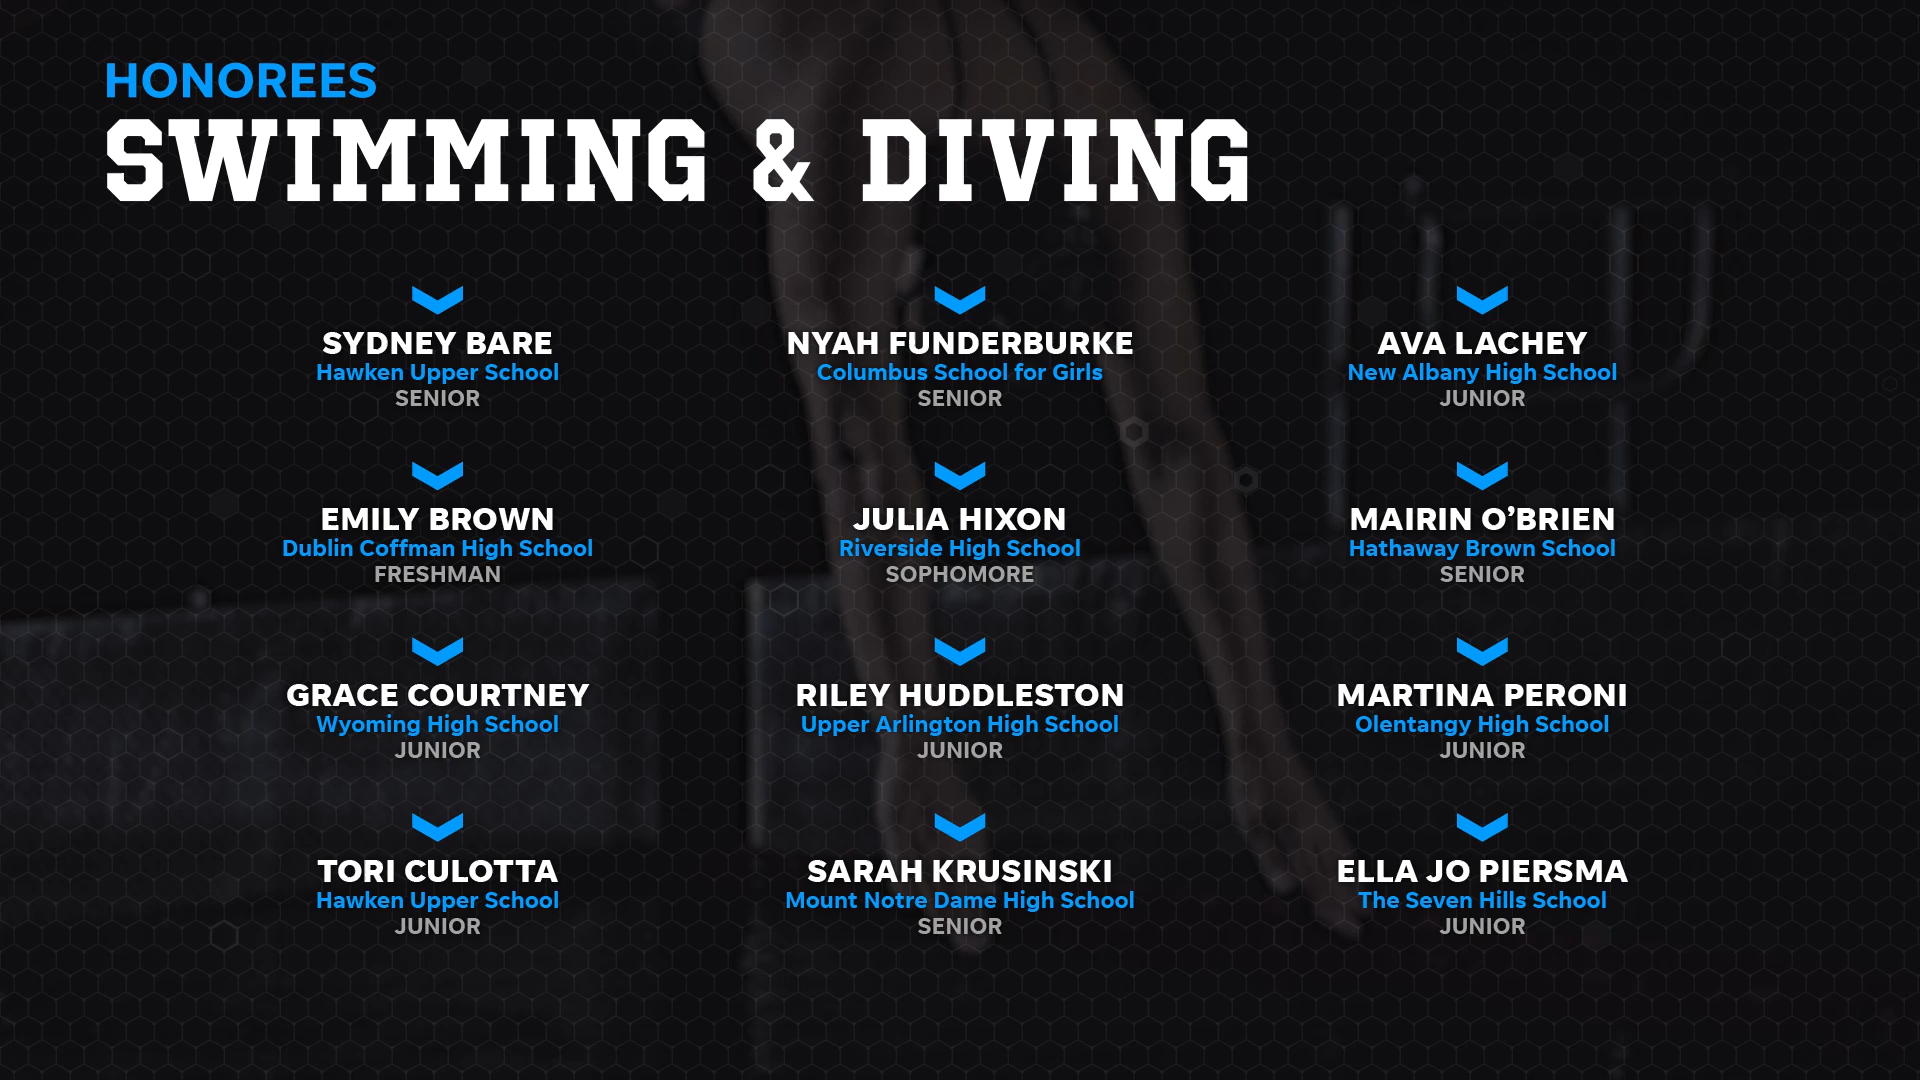 HONOREES
SWIMMING & DIVING
SYDNEY BARE
Hawken Upper School
SENIOR
NYAH FUNDERBURKE
Columbus School for Girls
SENIOR
AVA LACHEY
New Albany High School
JUNIOR
EMILY BROWN
Dublin Coffman High School
FRESHMAN
JULIA HIXON
Riverside High School
SOPHOMORE
MAIRIN O’BRIEN
Hathaway Brown School
SENIOR
GRACE COURTNEY
Wyoming High School
JUNIOR
RILEY HUDDLESTON
Upper Arlington High School
JUNIOR
MARTINA PERONI
Olentangy High School
JUNIOR
TORI CULOTTA
Hawken Upper School
JUNIOR
SARAH KRUSINSKI
Mount Notre Dame High School
SENIOR
ELLA JO PIERSMA
The Seven Hills School
JUNIOR